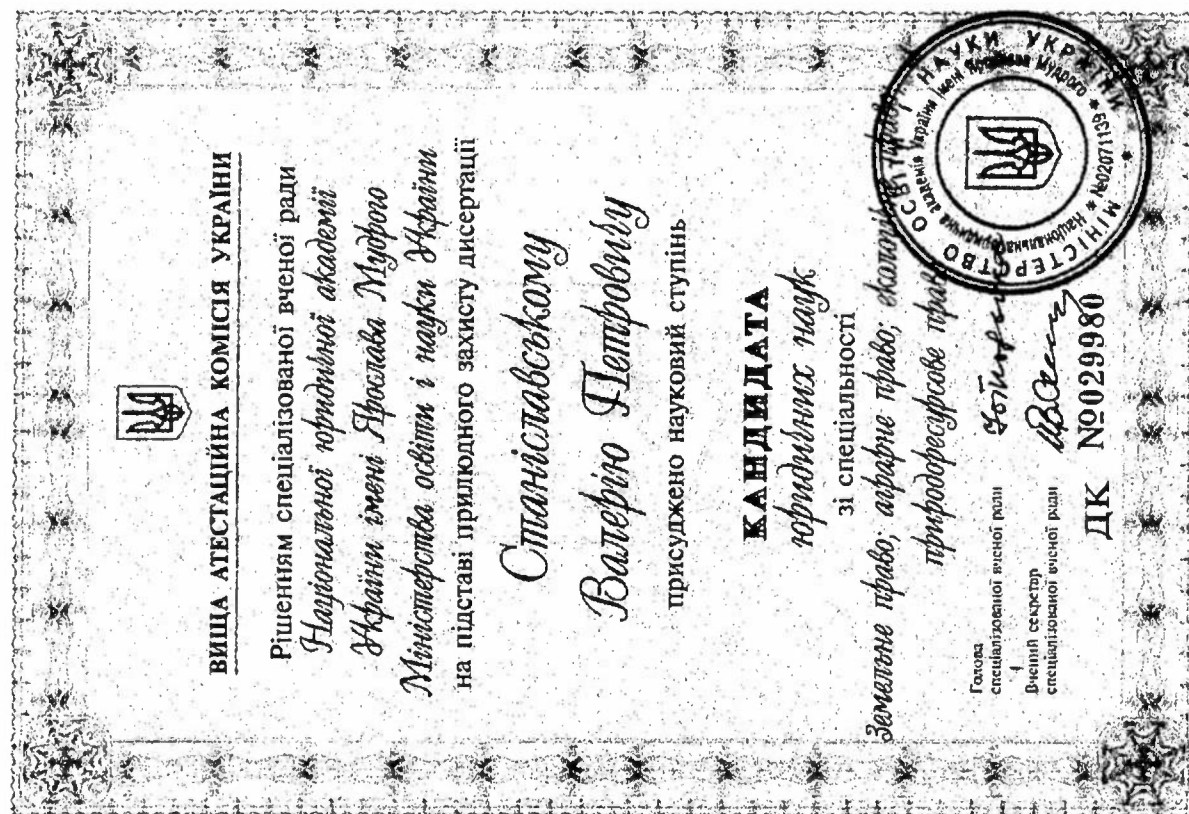 ВИЩА АТЕСТАЦІЙНА КОМІСІЯ УКРАЇНИ
Рішенням спеціалізованої вченої ради
Національної юридичної академії
України імені Ярослава Мудрого
Міністерства освіти і науки України
на підставі прилюдного захисту дисертації
Станіславському
Валерію Петровичу
присуджено науковий ступінь
КАНДИДАТА
юридичних наук
зі спеціальності
Земельне право; аграрне право; екологічне право;
природоресурсове право
Голова
спеціалізованої вченої ради
Вчений секретар
спеціалізованої вченої ради
ДК №029980
МІНІСТЕРСТВО ОСВІТИ І НАУКИ УКРАЇНИ
Національна юридична академія України імені Ярослава Мудрого * №02071139 *